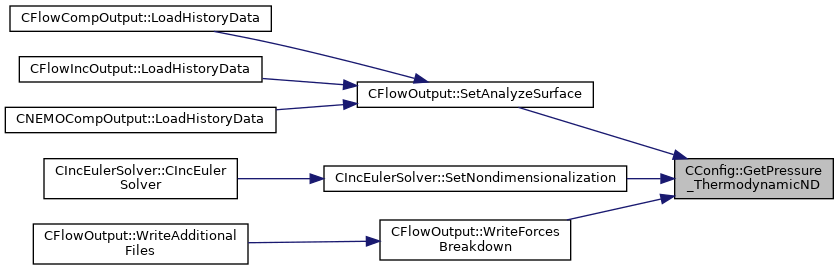 CFlowCompOutput::LoadHistoryData
CFlowIncOutput::LoadHistoryData
CNEMOCompOutput::LoadHistoryData
CFlowOutput::SetAnalyzeSurface
CIncEulerSolver::CIncEuler
Solver
CIncEulerSolver::SetNondimensionalization
CConfig::GetPressure
_ThermodynamicND
CFlowOutput::WriteAdditional
Files
CFlowOutput::WriteForces
Breakdown